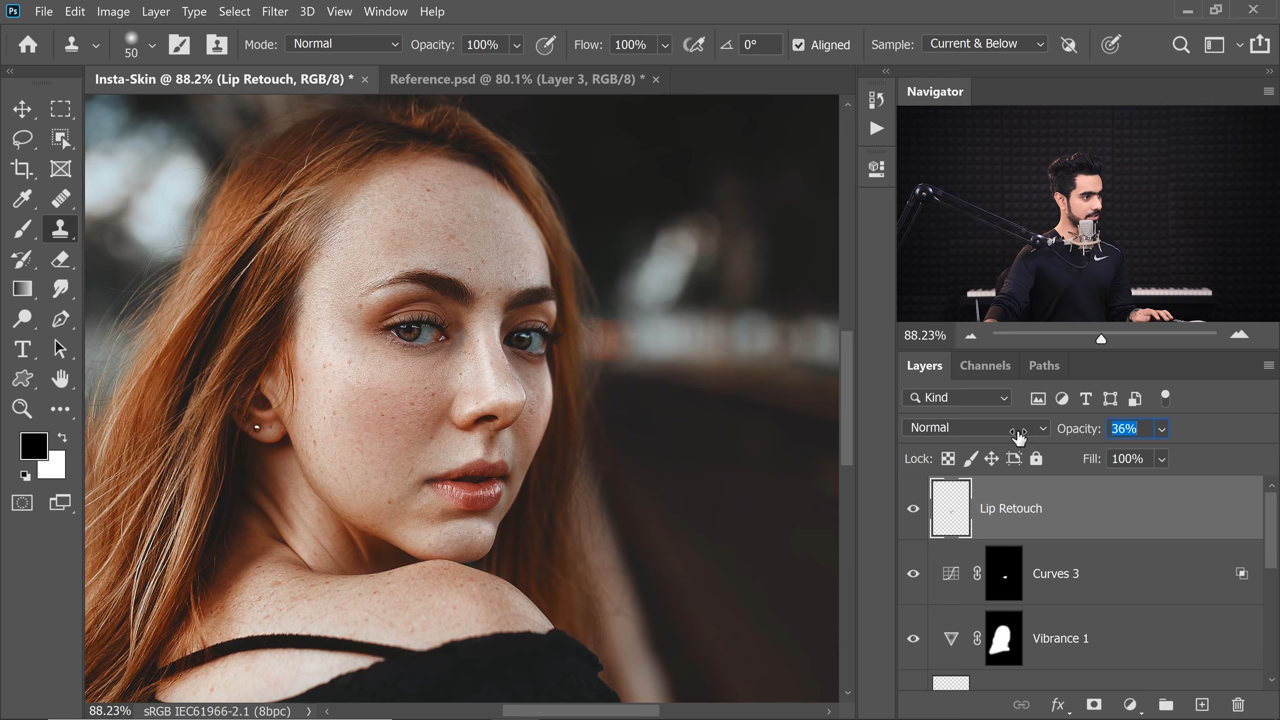 Ps File Edit Image Layer Type Select Filter 3D View Window Help
50 Mode: Normal Opacity: 100% Flow: 100% 0° Aligned Sample: Current & Below
Insta-Skin @ 88.2% (Lip Retouch, RGB/8) * × Reference.psd @ 80.1% (Layer 3, RGB/8) * ×
Navigator
88.23%
Layers Channels Paths
Kind
Normal Opacity: 36%
Lock: Fill: 100%
Lip Retouch
Curves 3
Vibrance 1
fx
88.23% sRGB IEC61966-2.1 (8bpc)